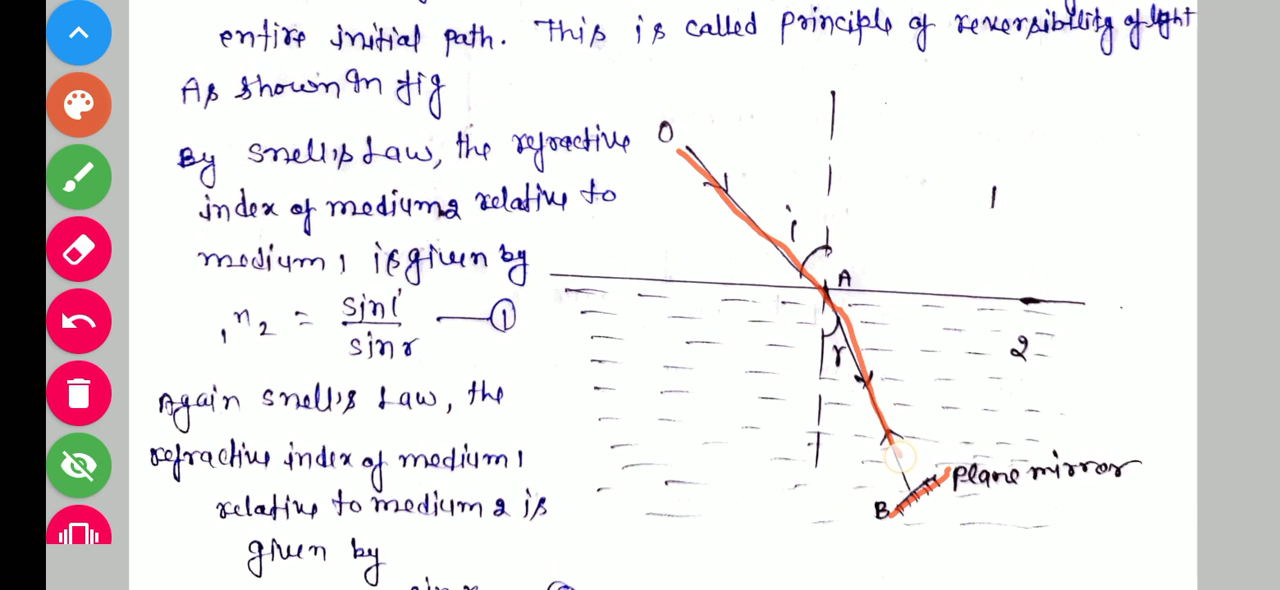 entire initial path. This is called principle of reversibility of light
As shown in fig
By snell's Law, the refractive
index of medium 2 relative to
medium 1 is given by
₁n₂ = sin i / sin r —①
Again snell's Law, the
refractive index of medium 1
relative to medium 2 is
given by
O
i
1
A
r
2
B
plane mirror